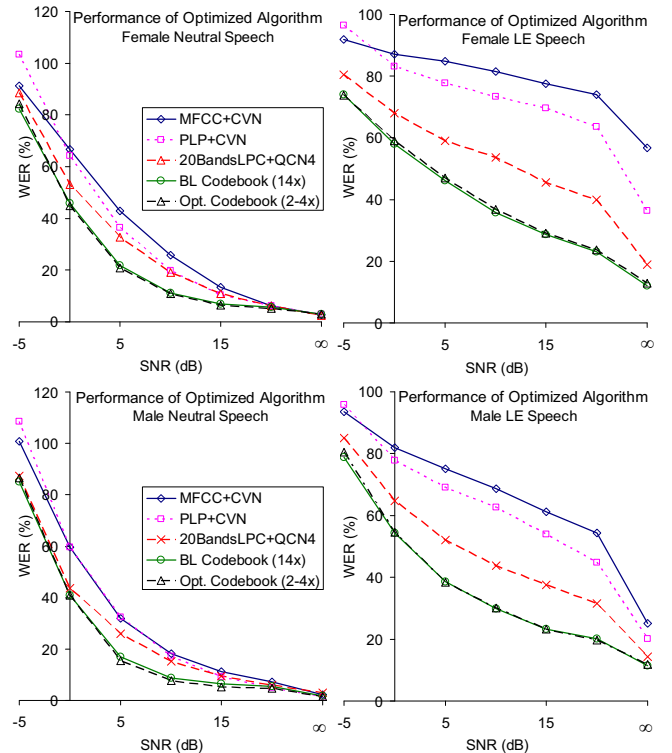 Performance of Optimized Algorithm
Female Neutral Speech
120
100
80
60
40
20
0
WER (%)
MFCC+CVN
PLP+CVN
20BandsLPC+QCN4
BL Codebook (14x)
Opt. Codebook (2-4x)
-5
5
15
∞
SNR (dB)
Performance of Optimized Algorithm
Female LE Speech
100
80
60
40
20
0
WER (%)
-5
5
15
∞
SNR (dB)
Performance of Optimized Algorithm
Male Neutral Speech
120
100
80
60
40
20
0
WER (%)
MFCC+CVN
PLP+CVN
20BandsLPC+QCN4
BL Codebook (14x)
Opt. Codebook (2-4x)
-5
5
15
∞
SNR (dB)
Performance of Optimized Algorithm
Male LE Speech
100
80
60
40
20
0
WER (%)
-5
5
15
∞
SNR (dB)